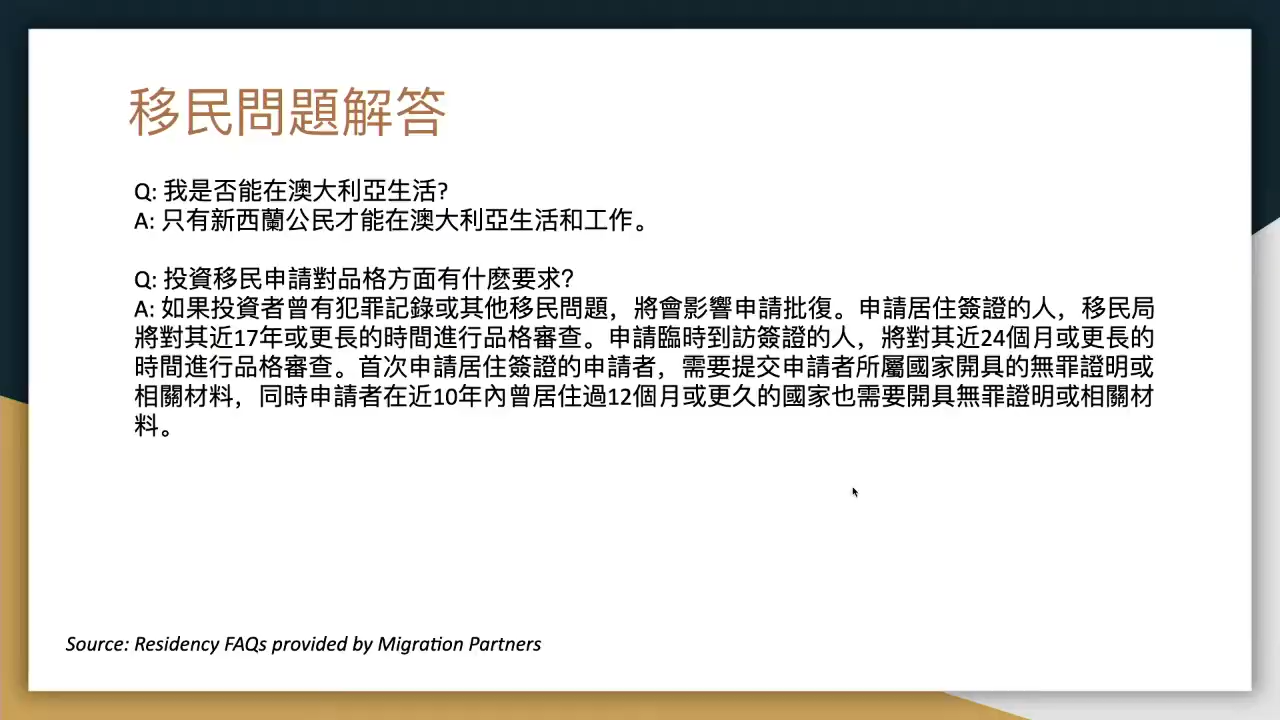 移民問題解答
Q: 我是否能在澳大利亞生活?
A: 只有新西蘭公民才能在澳大利亞生活和工作。
Q: 投資移民申請對品格方面有什麽要求?
A: 如果投資者曾有犯罪記錄或其他移民問題，將會影響申請批復。申請居住簽證的人，移民局
將對其近17年或更長的時間進行品格審查。申請臨時到訪簽證的人，將對其近24個月或更長的
時間進行品格審查。首次申請居住簽證的申請者，需要提交申請者所屬國家開具的無罪證明或
相關材料，同時申請者在近10年內曾居住過12個月或更久的國家也需要開具無罪證明或相關材
料。
Source: Residency FAQs provided by Migration Partners